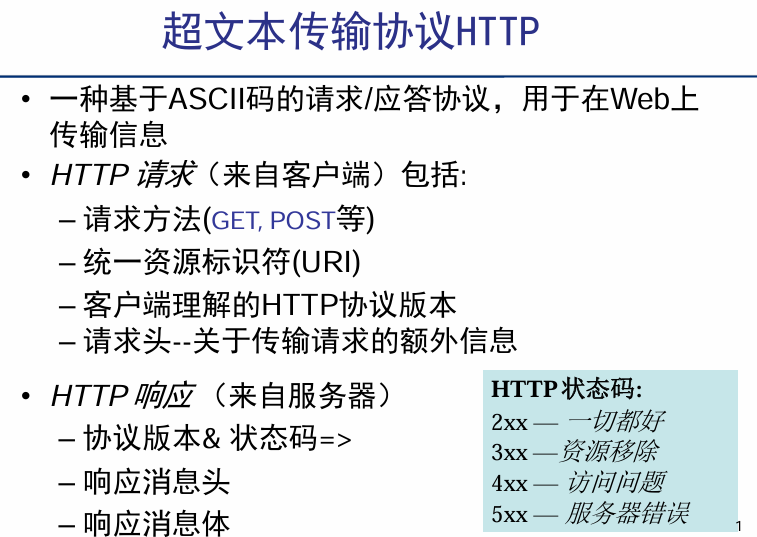 超文本传输协议HTTP
• 一种基于ASCII码的请求/应答协议，用于在Web上
传输信息
• HTTP 请求（来自客户端）包括:
– 请求方法(GET, POST等)
– 统一资源标识符(URI)
– 客户端理解的HTTP协议版本
– 请求头--关于传输请求的额外信息
• HTTP 响应 （来自服务器）
– 协议版本& 状态码=>
– 响应消息头
– 响应消息体
HTTP 状态码:
2xx — 一切都好
3xx —资源移除
4xx — 访问问题
5xx — 服务器错误
1